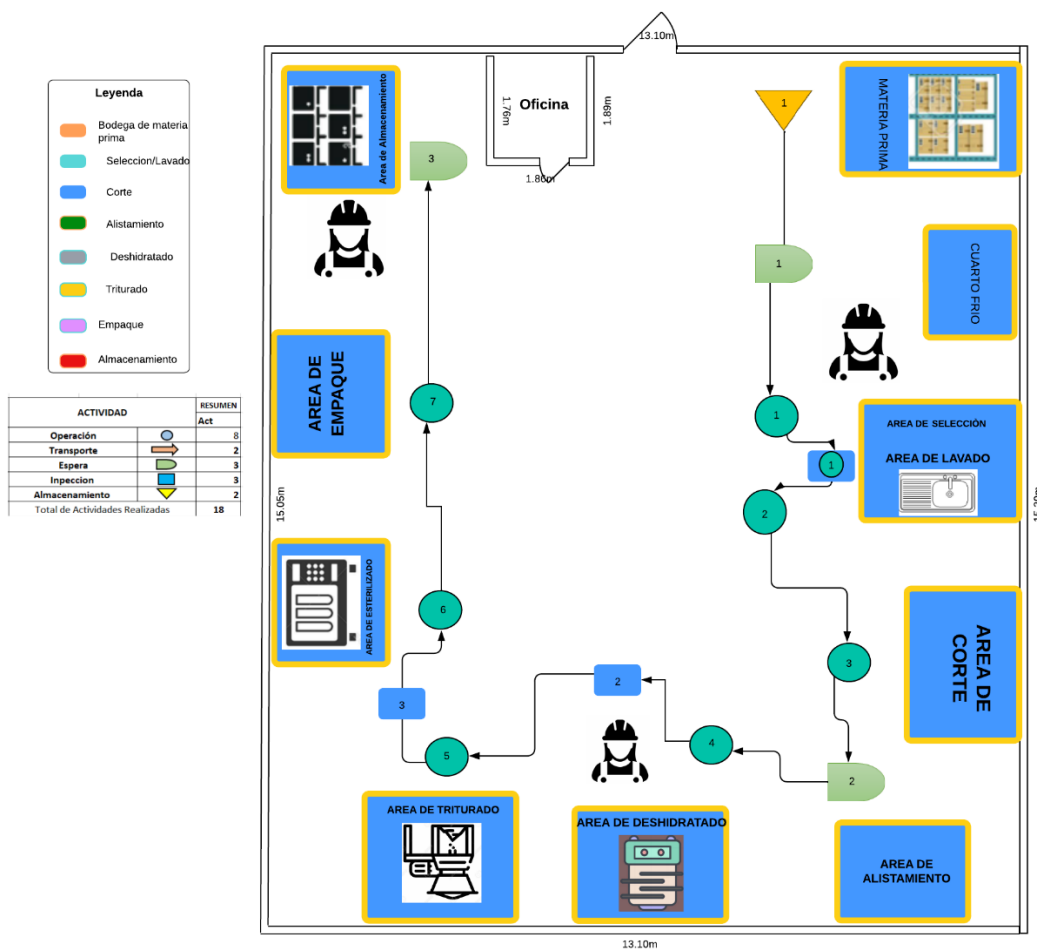 13.10m
Leyenda
Bodega de materia
prima
Seleccion/Lavado
Corte
Alistamiento
Deshidratado
Triturado
Empaque
Almacenamiento
ACTIVIDAD
RESUMEN
Act
Operación 8
Transporte 2
Espera 3
Inpeccion 3
Almacenamiento 2
Total de Actividades Realizadas 18
Area de Almacenamiento
3
1.76m
Oficina
1.89m
1.86m
1
MATERIA PRIMA
1
CUARTO FRIO
AREA DE
EMPAQUE
7
1
AREA DE SELECCIÓN
1
AREA DE LAVADO
2
15.05m
AREA DE ESTERILIZADO
6
3
AREA DE
CORTE
2
3
5
4
2
AREA DE TRITURADO
AREA DE DESHIDRATADO
AREA DE
ALISTAMIENTO
13.10m